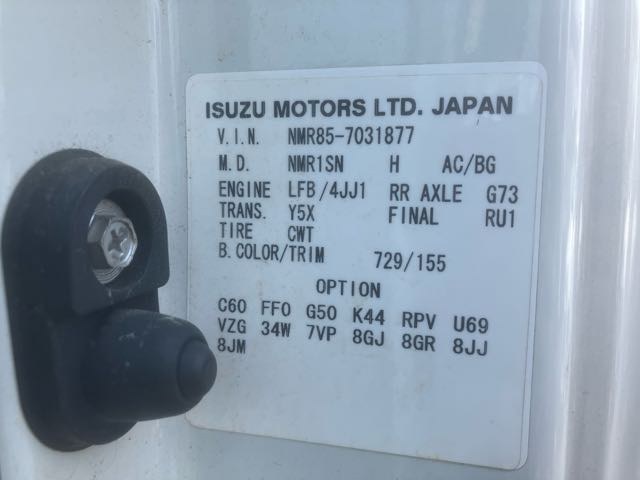 ISUZU MOTORS LTD. JAPAN
V.I.N. NMR85-7031877
M.D. NMR1SN H AC/BG
ENGINE LFB/4JJ1 RR AXLE G73
TRANS. Y5X FINAL RU1
TIRE CWT
B.COLOR/TRIM 729/155
OPTION
C60 FF0 G50 K44 RPV U69
VZG 34W 7VP 8GJ 8GR 8JJ
8JM